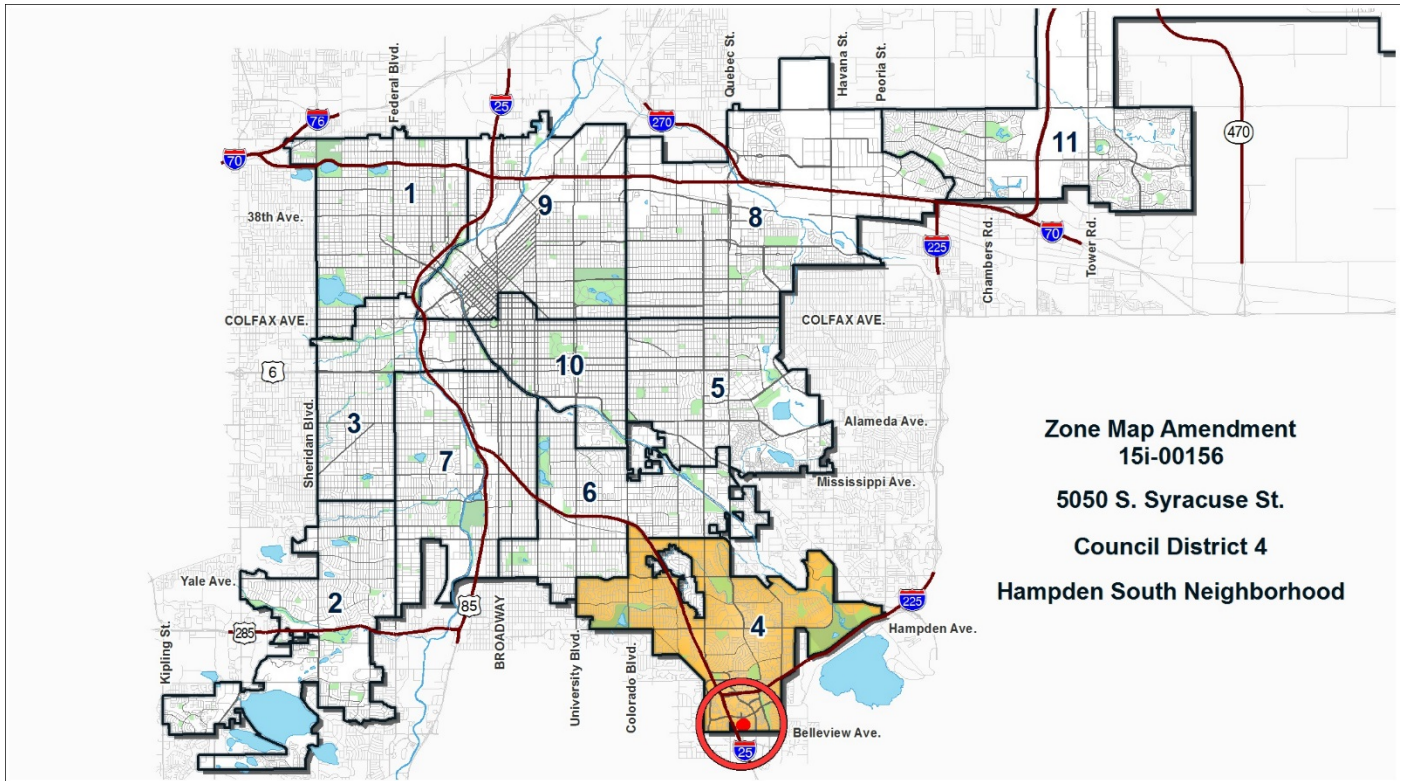 Federal Blvd.
Quebec St.
Havana St.
Peoria St.
25
76
270
470
70
11
1
38th Ave.
9
8
225
Chambers Rd.
70
Tower Rd.
COLFAX AVE.
COLFAX AVE.
6
10
5
Sheridan Blvd.
3
Alameda Ave.
7
Mississippi Ave.
6
Zone Map Amendment
15i-00156
5050 S. Syracuse St.
Council District 4
Hampden South Neighborhood
Yale Ave.
2
85
285
Kipling St.
BROADWAY
University Blvd.
Colorado Blvd.
4
225
Hampden Ave.
Belleview Ave.
25